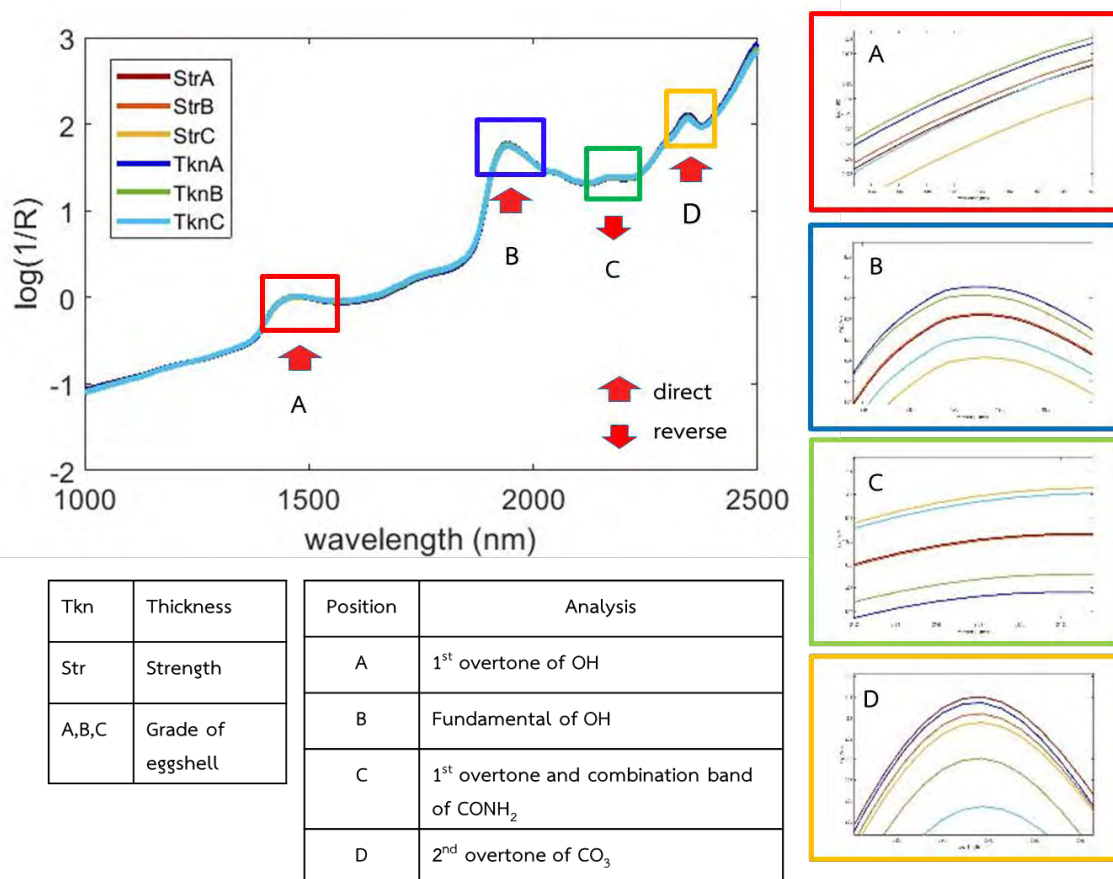 3
2
1
0
-1
-2
log(1/R)
StrA
StrB
StrC
TknA
TknB
TknC
A
B
C
D
direct
reverse
1000
1500
2000
2500
wavelength (nm)
A
B
C
D
Tkn Thickness
Str Strength
A,B,C Grade of
eggshell
Position Analysis
A 1st overtone of OH
B Fundamental of OH
C 1st overtone and combination band
of CONH2
D 2nd overtone of CO3